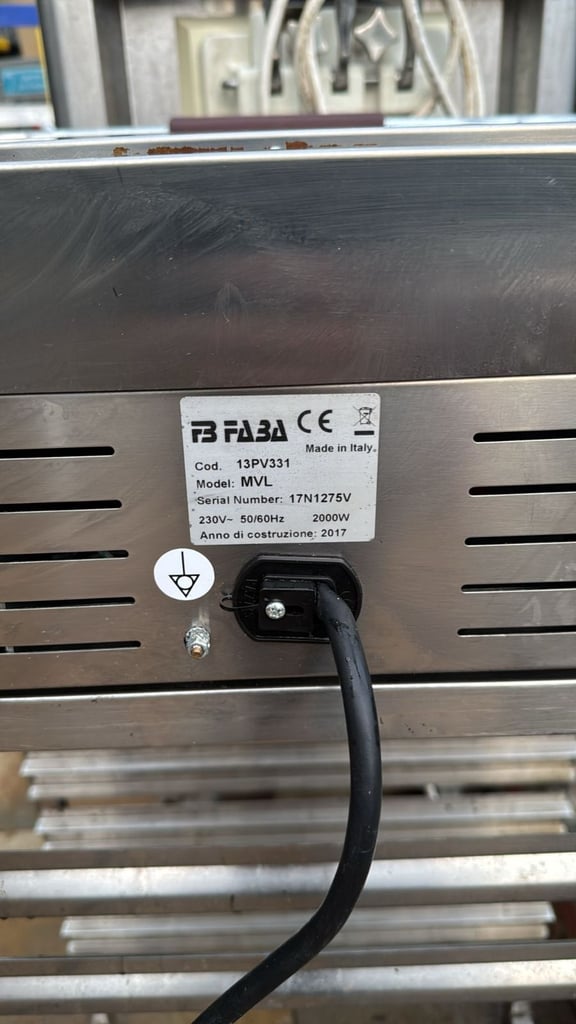 FB FABA CE
Made in Italy.
Cod. 13PV331
Model: MVL
Serial Number: 17N1275V
230V~ 50/60Hz 2000W
Anno di costruzione: 2017